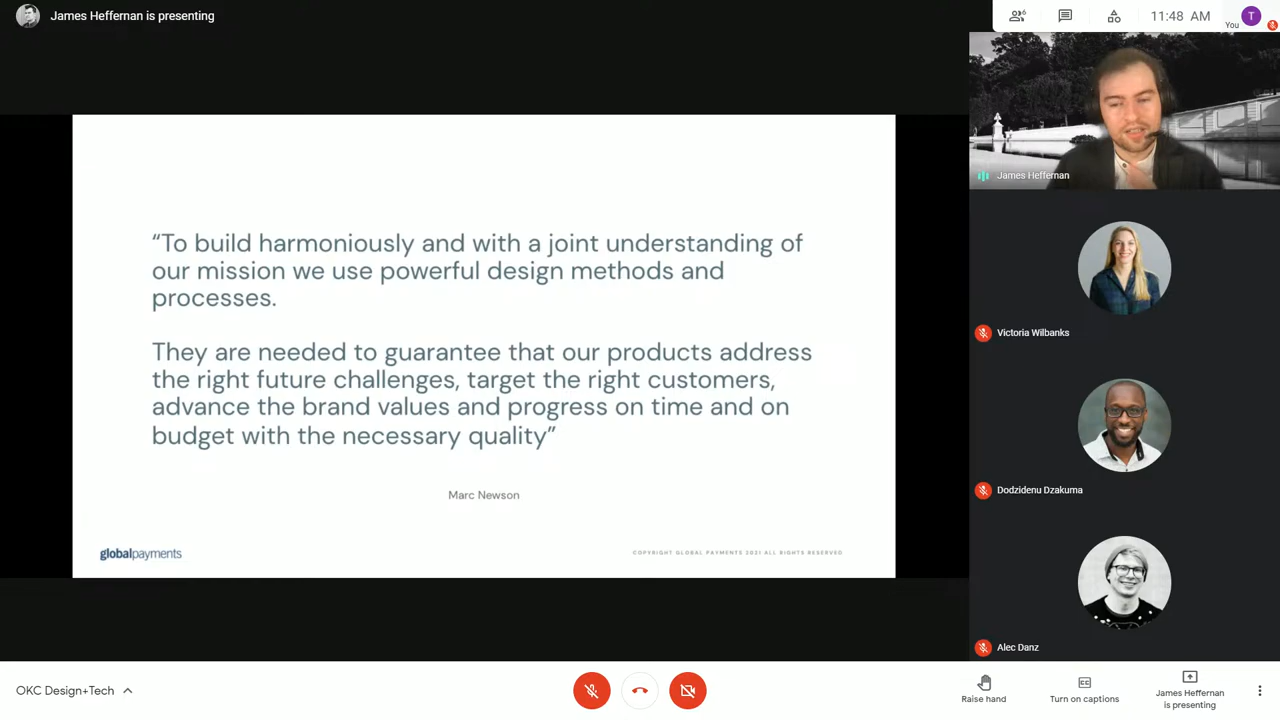 James Heffernan is presenting
6
11:48 AM
You
T
James Heffernan
Victoria Wilbanks
Dodzidenu Dzakuma
Alec Danz
“To build harmoniously and with a joint understanding of
our mission we use powerful design methods and
processes.
They are needed to guarantee that our products address
the right future challenges, target the right customers,
advance the brand values and progress on time and on
budget with the necessary quality”
Marc Newson
globalpayments
COPYRIGHT GLOBAL PAYMENTS 2021 ALL RIGHTS RESERVED
OKC Design+Tech
Raise hand
CC
Turn on captions
James Heffernan
is presenting